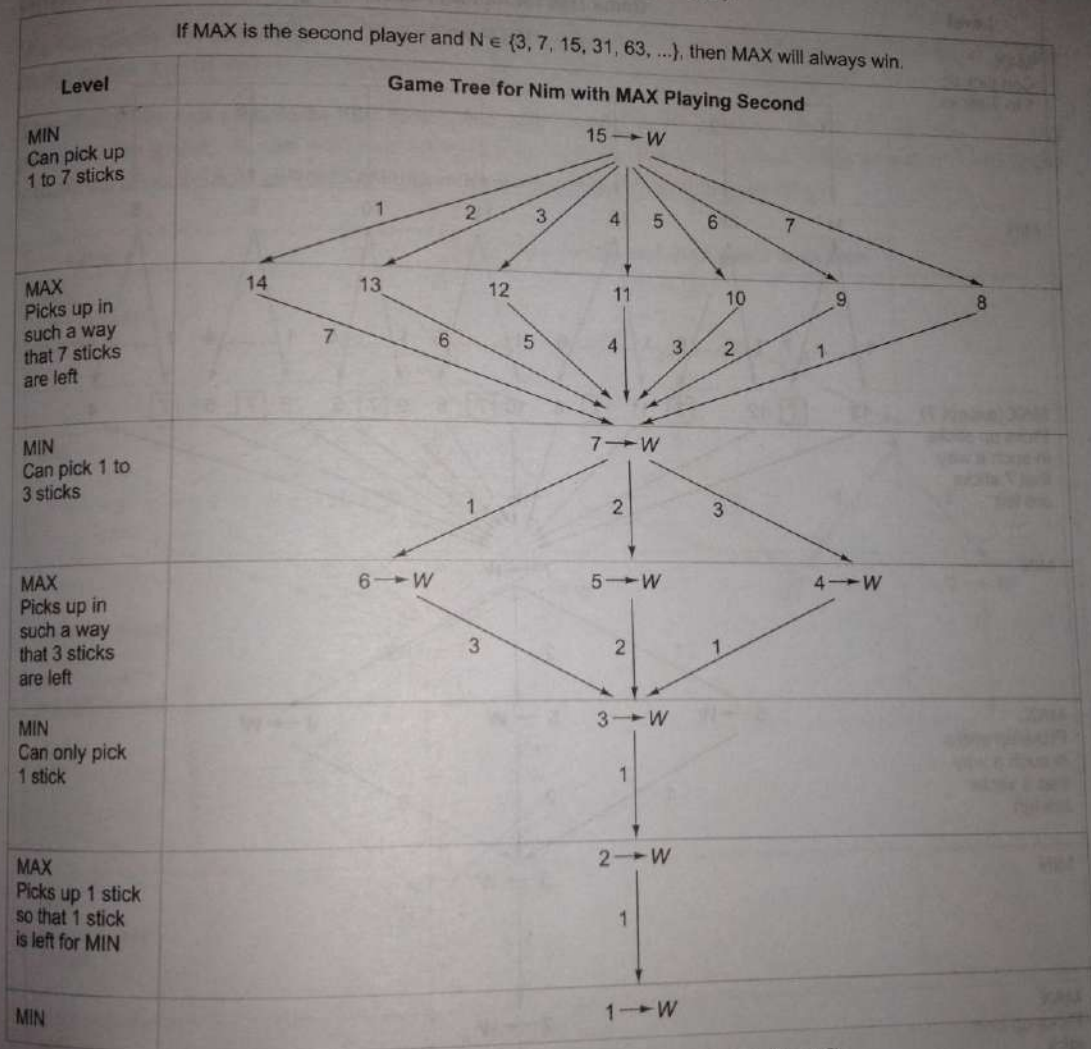 If MAX is the second player and N ∈ {3, 7, 15, 31, 63, ...}, then MAX will always win.
Level
Game Tree for Nim with MAX Playing Second
MIN
Can pick up
1 to 7 sticks
15 → W
1 2 3 4 5 6 7
MAX
Picks up in
such a way
that 7 sticks
are left
14 13 12 11 10 9 8
7 6 5 4 3 2 1
MIN
Can pick 1 to
3 sticks
7 → W
1 2 3
MAX
Picks up in
such a way
that 3 sticks
are left
6 → W 5 → W 4 → W
3 2 1
MIN
Can only pick
1 stick
3 → W
1
MAX
Picks up 1 stick
so that 1 stick
is left for MIN
2 → W
1
MIN
1 → W